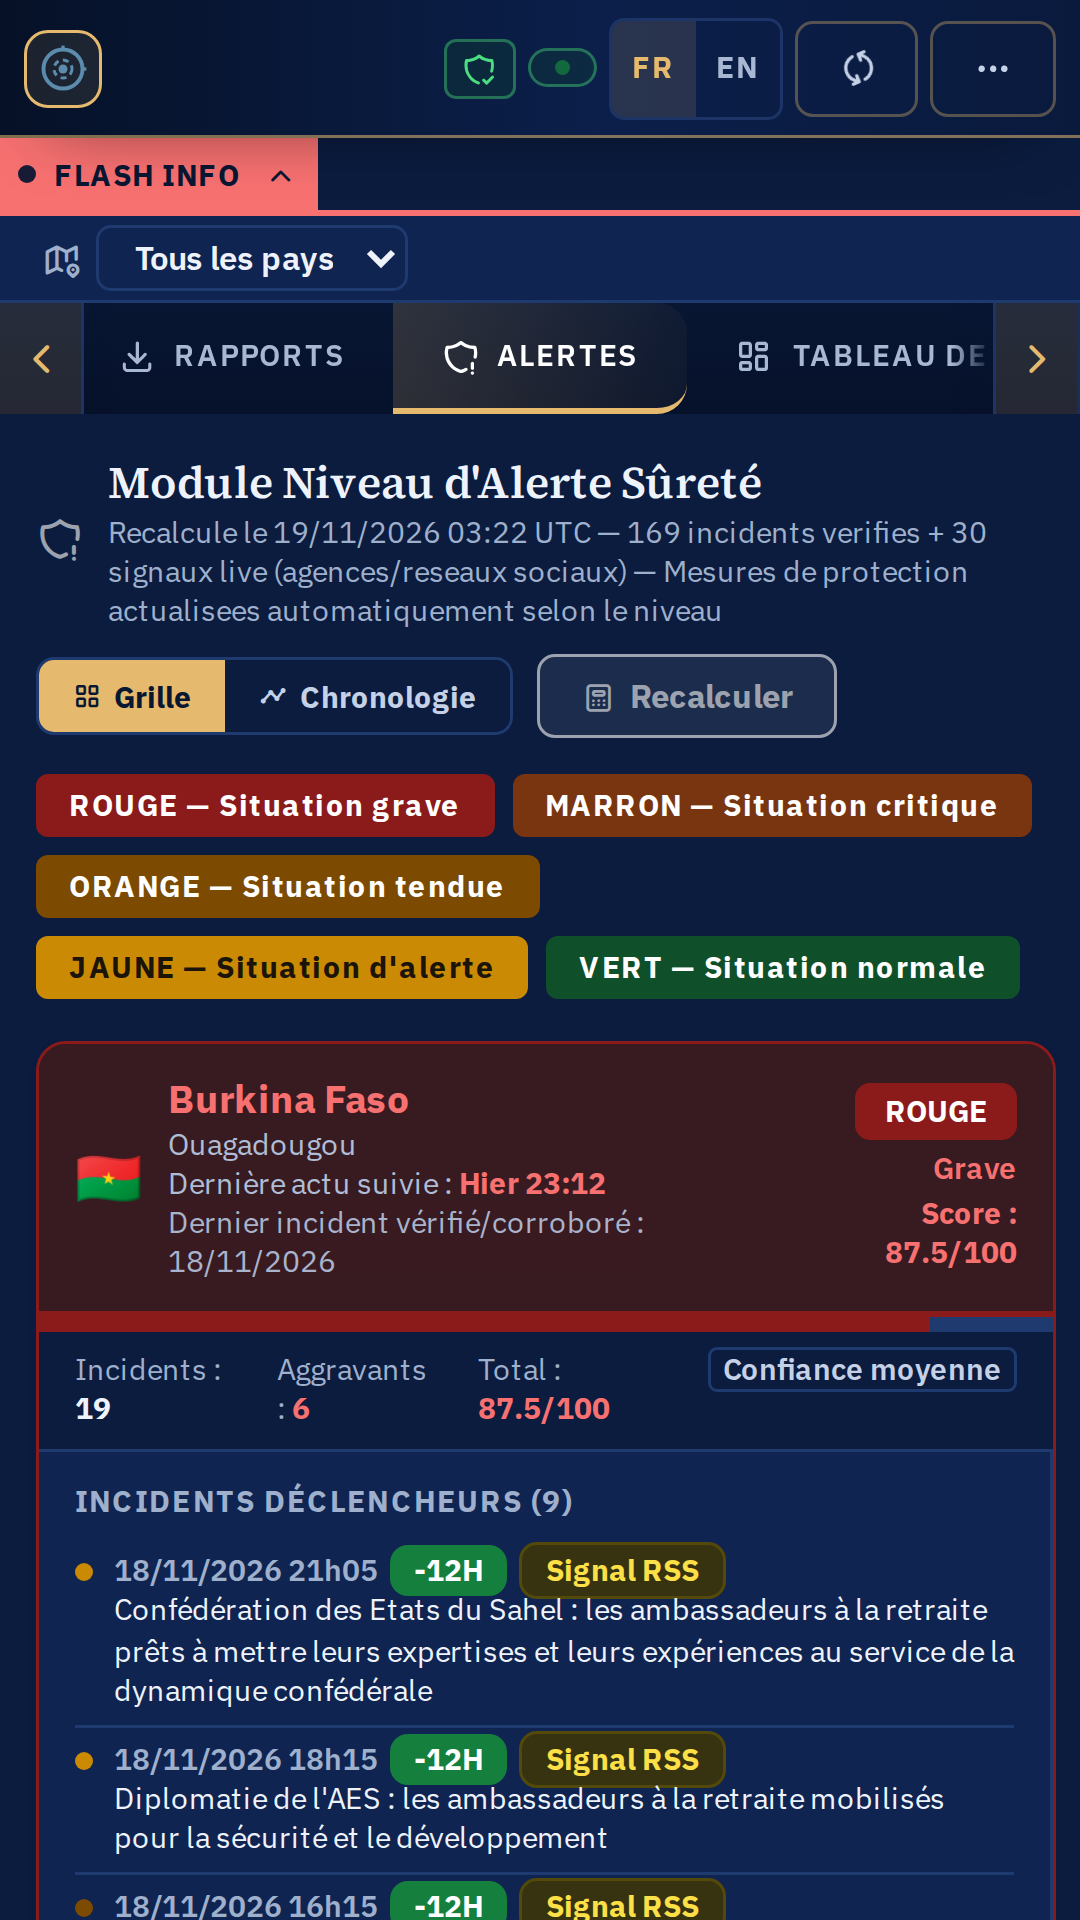 FR EN
FLASH INFO
Tous les pays
RAPPORTS ALERTES TABLEAU DE
Module Niveau d'Alerte Sûreté
Recalcule le 19/11/2026 03:22 UTC — 169 incidents verifies + 30
signaux live (agences/reseaux sociaux) — Mesures de protection
actualisees automatiquement selon le niveau
Grille Chronologie Recalculer
ROUGE — Situation grave MARRON — Situation critique
ORANGE — Situation tendue
JAUNE — Situation d'alerte VERT — Situation normale
Burkina Faso
Ouagadougou
Dernière actu suivie : Hier 23:12
Dernier incident vérifié/corroboré :
18/11/2026
ROUGE
Grave
Score :
87.5/100
Incidents :
19
Aggravants
: 6
Total :
87.5/100
Confiance moyenne
INCIDENTS DÉCLENCHEURS (9)
18/11/2026 21h05 -12H Signal RSS
Confédération des Etats du Sahel : les ambassadeurs à la retraite
prêts à mettre leurs expertises et leurs expériences au service de la
dynamique confédérale
18/11/2026 18h15 -12H Signal RSS
Diplomatie de l'AES : les ambassadeurs à la retraite mobilisés
pour la sécurité et le développement
18/11/2026 16h15 -12H Signal RSS